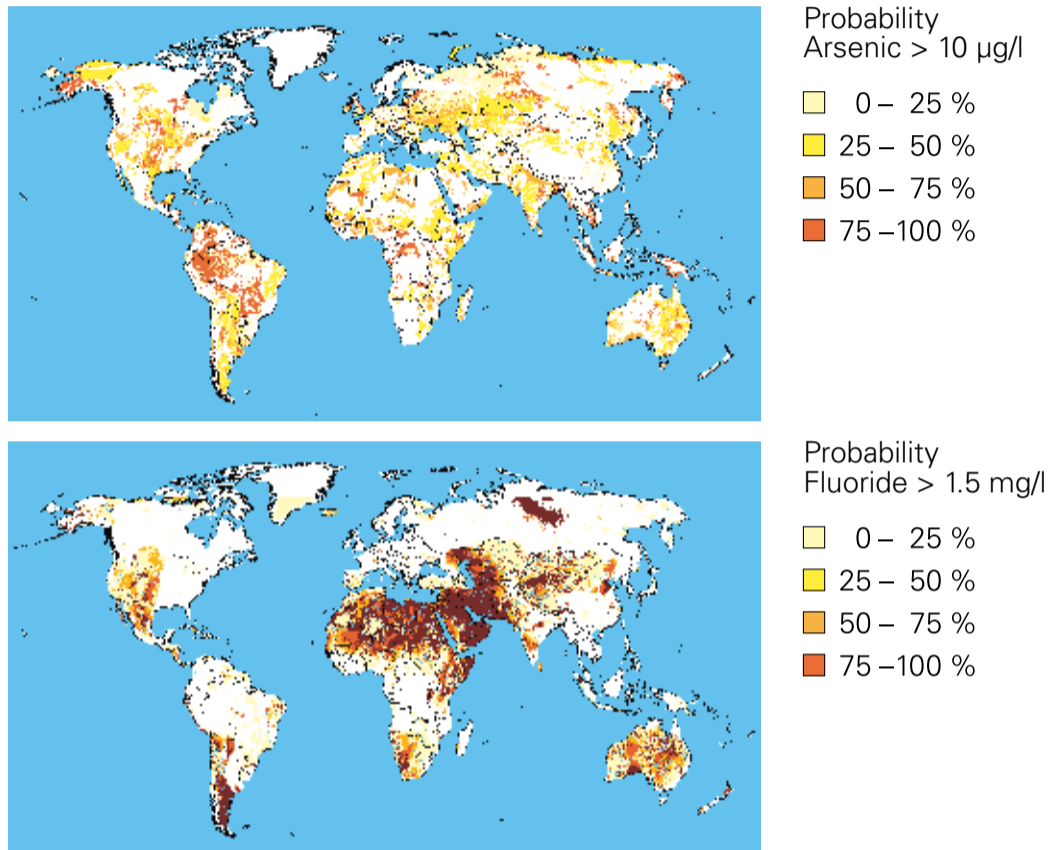 Probability
Arsenic > 10 µg/l
0 – 25 %
25 – 50 %
50 – 75 %
75 –100 %
Probability
Fluoride > 1.5 mg/l
0 – 25 %
25 – 50 %
50 – 75 %
75 –100 %